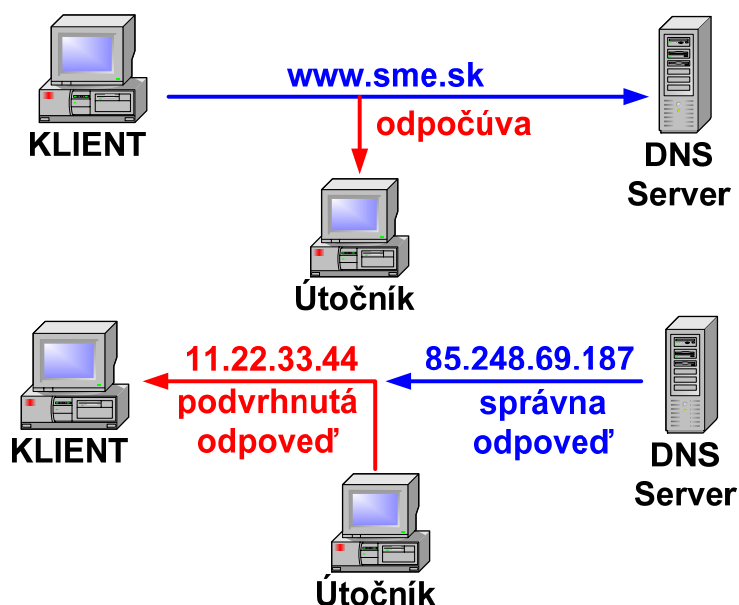 www.sme.sk
KLIENT
odpočúva
DNS
Server
Útočník
11.22.33.44
85.248.69.187
podvrhnutá
odpoveď
správna
odpoveď
KLIENT
DNS
Server
Útočník